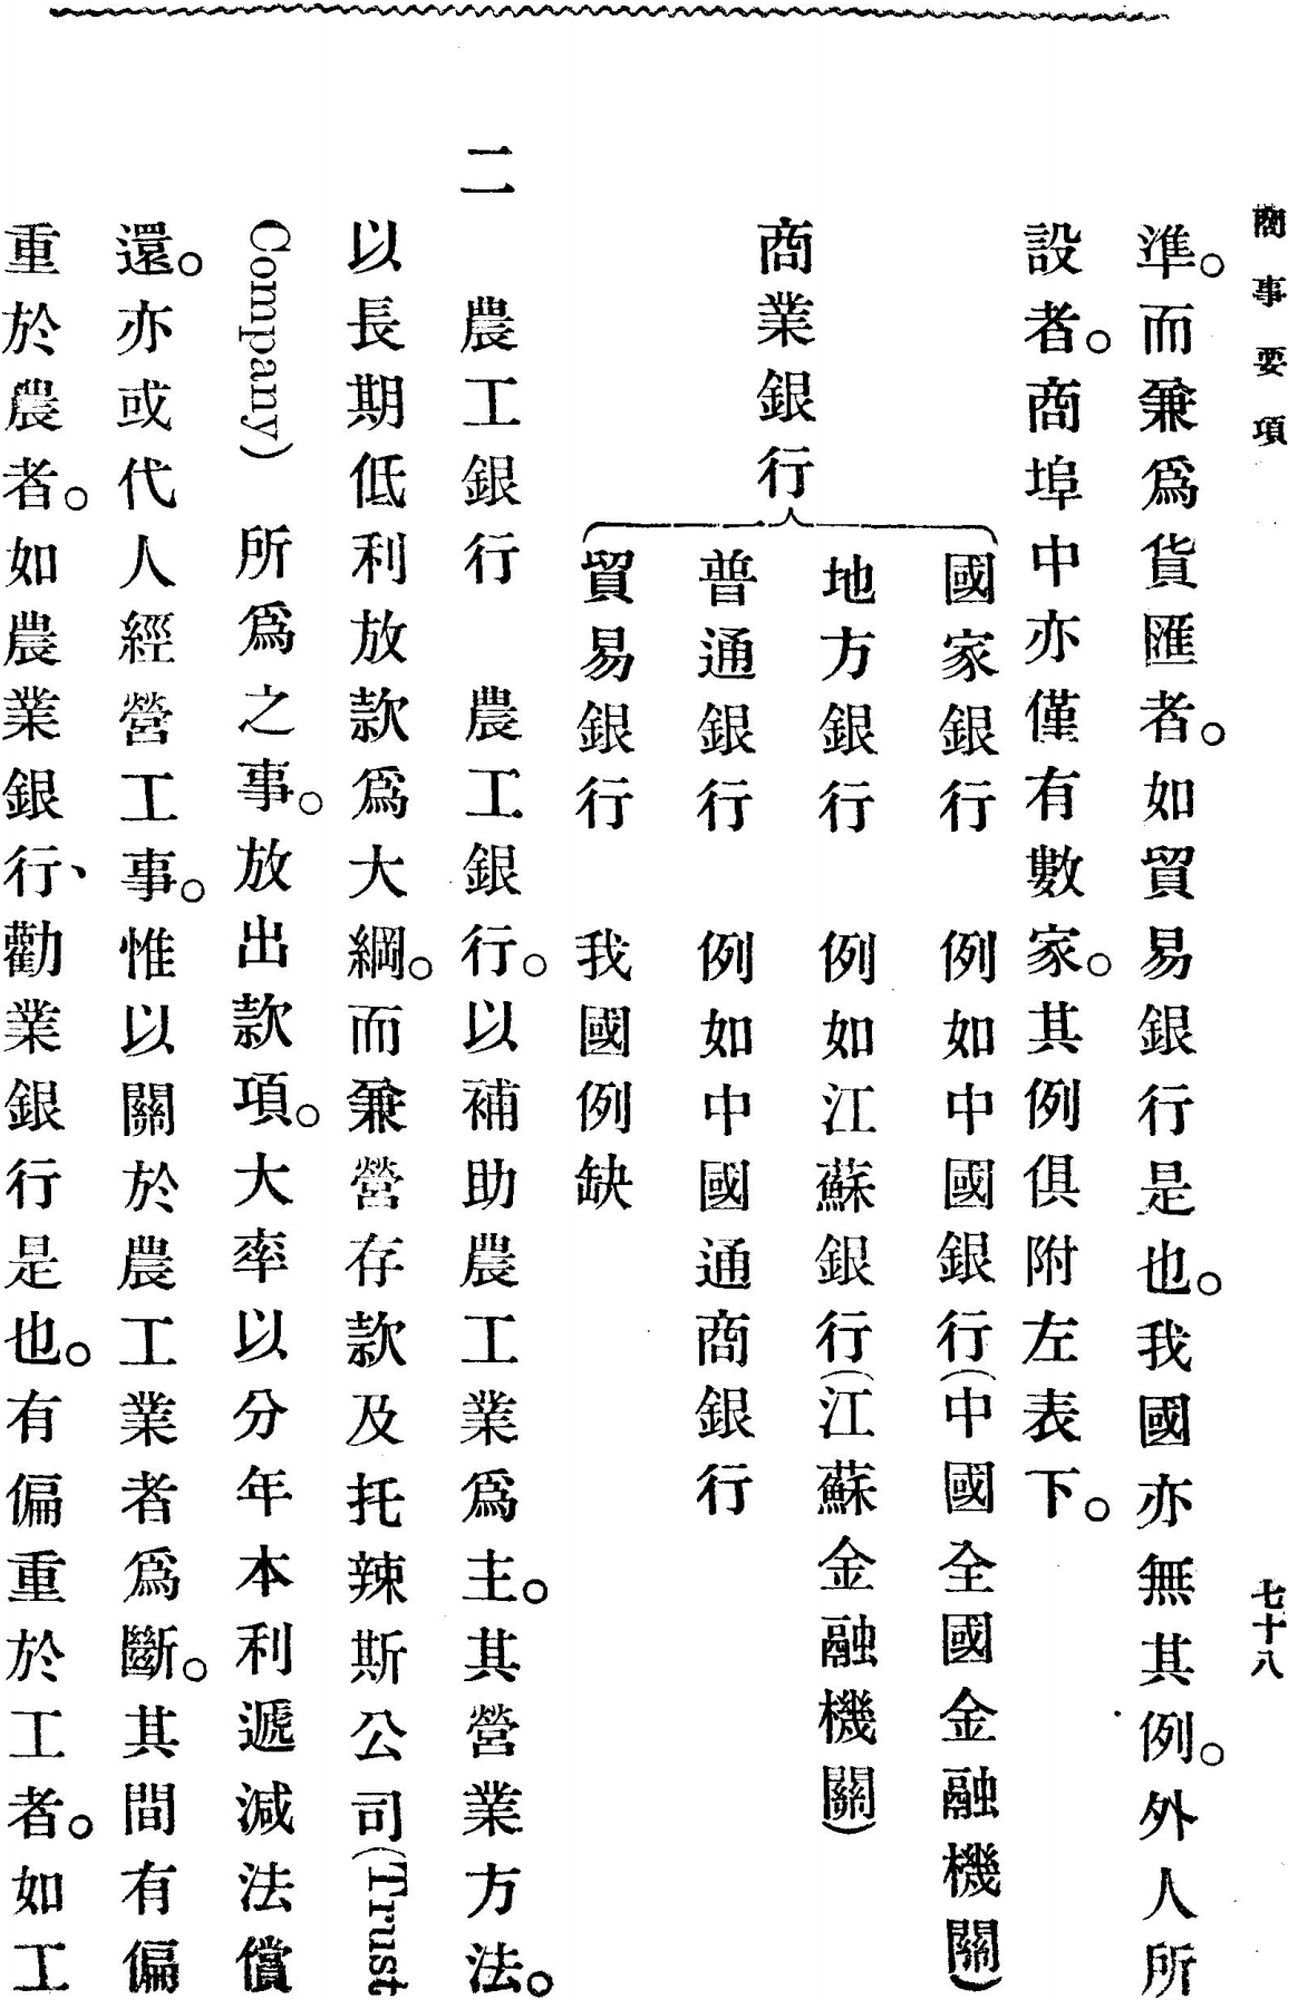 商事要項
七十八
準。而兼爲貨匯者。如貿易銀行是也。我國亦無其例。外人所
設者。商埠中亦僅有數家。其例俱附左表下。
商業銀行
國家銀行　例如中國銀行(中國全國金融機關)
地方銀行　例如江蘇銀行(江蘇金融機關)
普通銀行　例如中國通商銀行
貿易銀行　我國例缺
二　農工銀行　農工銀行。以補助農工業爲主。其營業方法。
以長期低利放款爲大綱。而兼營存款及托辣斯公司(Trust
Company)所爲之事。放出款項。大率以分年本利遞減法償
還。亦或代人經營工事。惟以關於農工業者爲斷。其間有偏
重於農者。如農業銀行、勸業銀行是也。有偏重於工者。如工